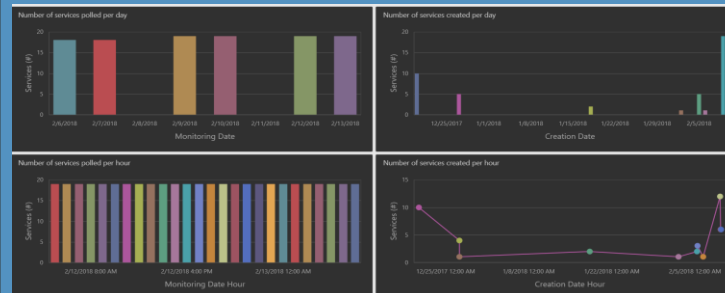 Number of services polled per day
20
15
10
5
0
Services (#)
2/6/2018 2/7/2018 2/8/2018 2/9/2018 2/10/2018 2/11/2018 2/12/2018 2/13/2018
Monitoring Date
Number of services created per day
20
15
10
5
0
Services (#)
12/25/2017 1/1/2018 1/8/2018 1/15/2018 1/22/2018 1/29/2018 2/5/2018
Creation Date
Number of services polled per hour
20
15
10
5
0
Services (#)
2/12/2018 8:00 AM 2/12/2018 4:00 PM 2/13/2018 12:00 AM
Monitoring Date Hour
Number of services created per hour
15
10
5
0
Services (#)
12/25/2017 12:00 AM 1/8/2018 12:00 AM 1/22/2018 12:00 AM 2/5/2018 12:00 AM
Creation Date Hour